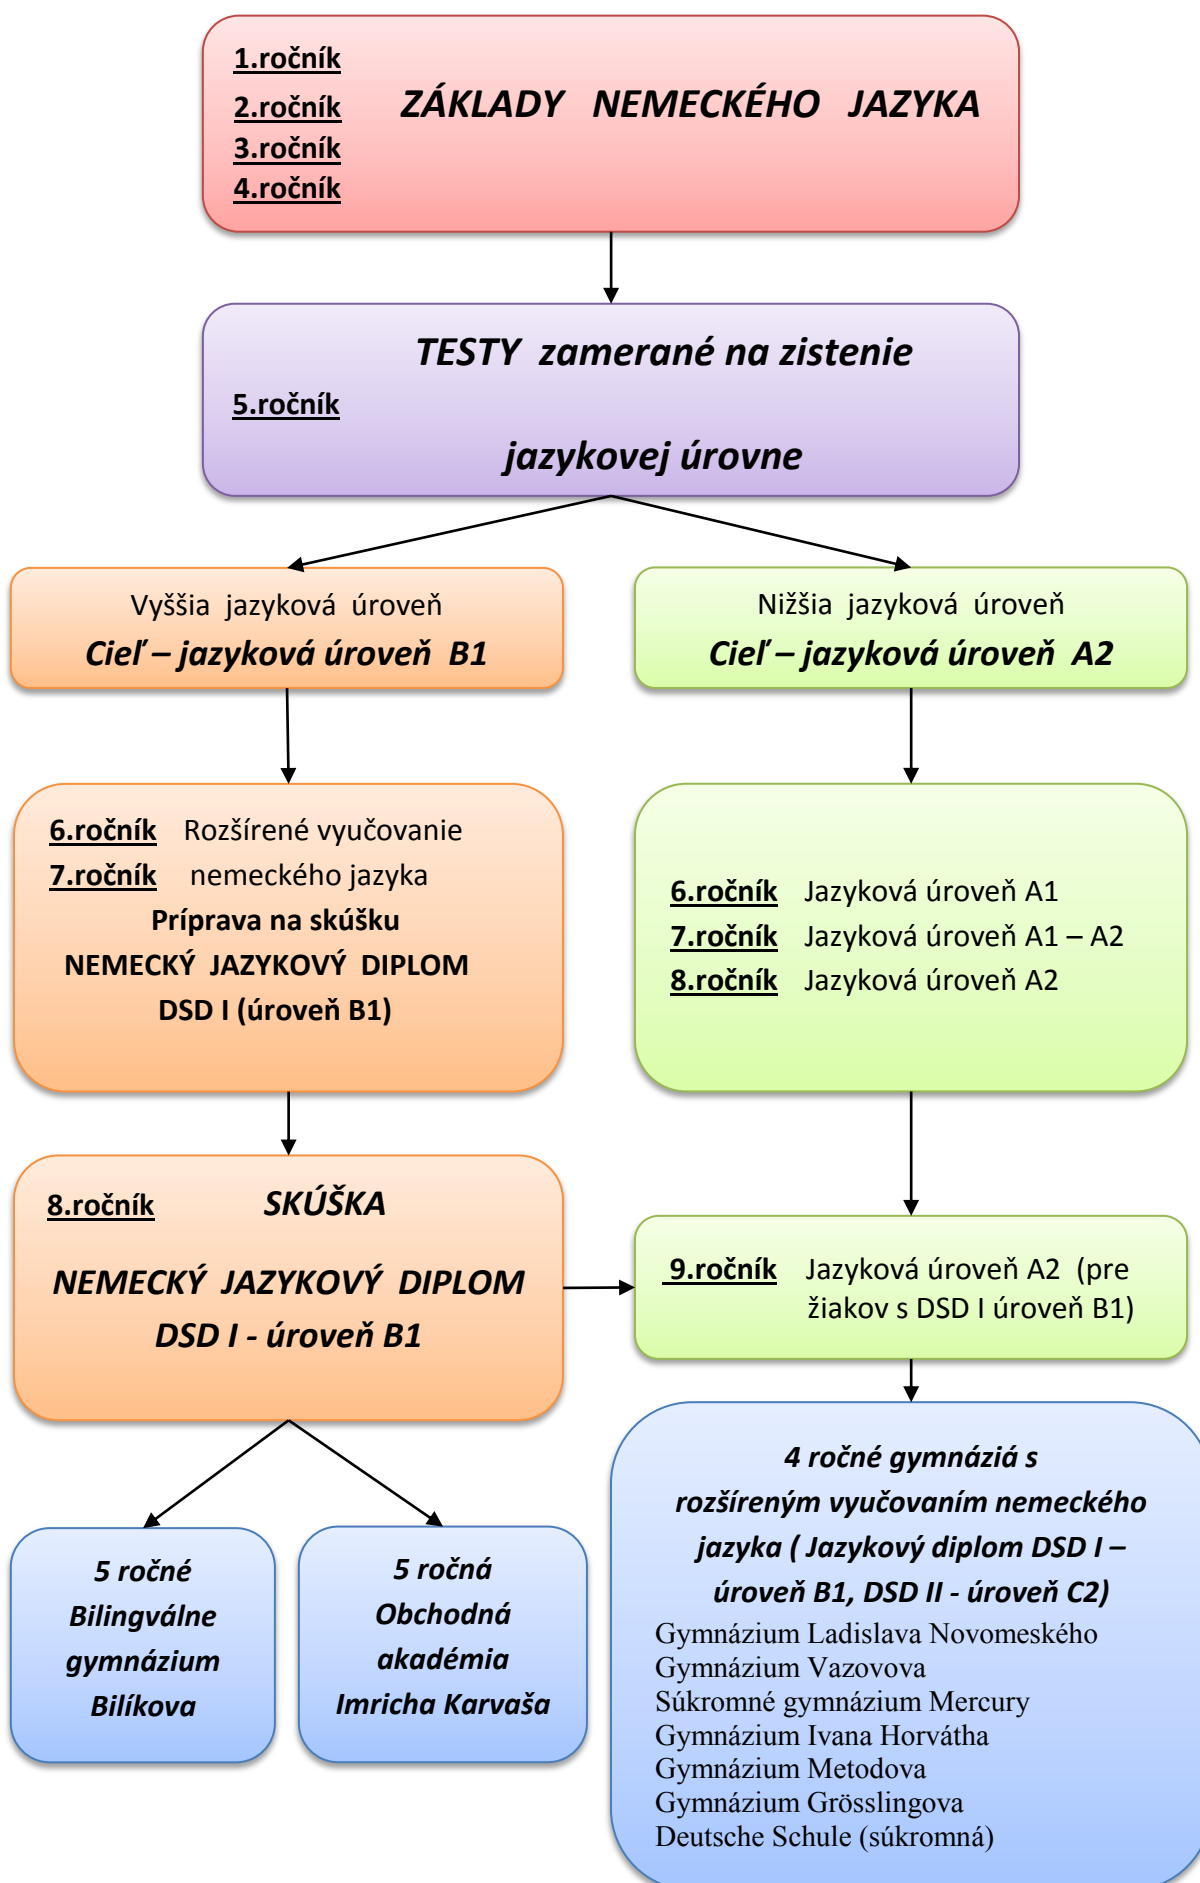 1.ročník
2.ročník ZÁKLADY NEMECKÉHO JAZYKA
3.ročník
4.ročník
TESTY zamerané na zistenie
5.ročník
jazykovej úrovne
Vyššia jazyková úroveň
Cieľ – jazyková úroveň B1
Nižšia jazyková úroveň
Cieľ – jazyková úroveň A2
6.ročník Rozšírené vyučovanie
7.ročník nemeckého jazyka
Príprava na skúšku
NEMECKÝ JAZYKOVÝ DIPLOM
DSD I (úroveň B1)
6.ročník Jazyková úroveň A1
7.ročník Jazyková úroveň A1 – A2
8.ročník Jazyková úroveň A2
8.ročník SKÚŠKA
NEMECKÝ JAZYKOVÝ DIPLOM
DSD I - úroveň B1
9.ročník Jazyková úroveň A2 (pre
žiakov s DSD I úroveň B1)
5 ročné
Bilingválne
gymnázium
Bilíkova
5 ročná
Obchodná
akadémia
Imricha Karvaša
4 ročné gymnáziá s
rozšíreným vyučovaním nemeckého
jazyka ( Jazykový diplom DSD I –
úroveň B1, DSD II - úroveň C2)
Gymnázium Ladislava Novomeského
Gymnázium Vazovova
Súkromné gymnázium Mercury
Gymnázium Ivana Horvátha
Gymnázium Metodova
Gymnázium Grösslingova
Deutsche Schule (súkromná)